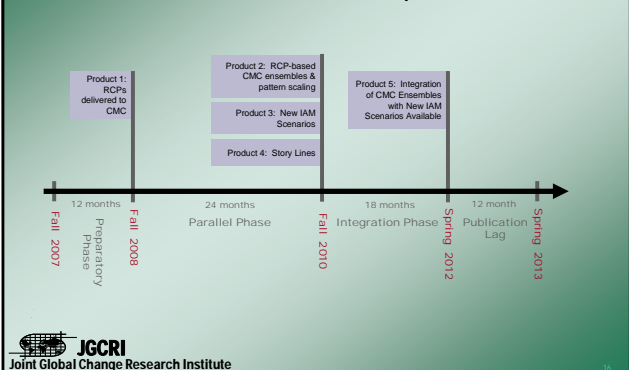 Product 1:
RCPs
delivered to
CMC
Product 2: RCP-based
CMC ensembles &
pattern scaling
Product 3: New IAM
Scenarios
Product 4: Story Lines
Product 5: Integration
of CMC Ensembles
with New IAM
Scenarios Available
12 months
24 months
18 months
12 month
Preparatory
Phase
Parallel Phase
Integration Phase
Publication
Lag
Fall 2007
Fall 2008
Fall 2010
Spring 2012
Spring 2013
JGCRI
Joint Global Change Research Institute
16